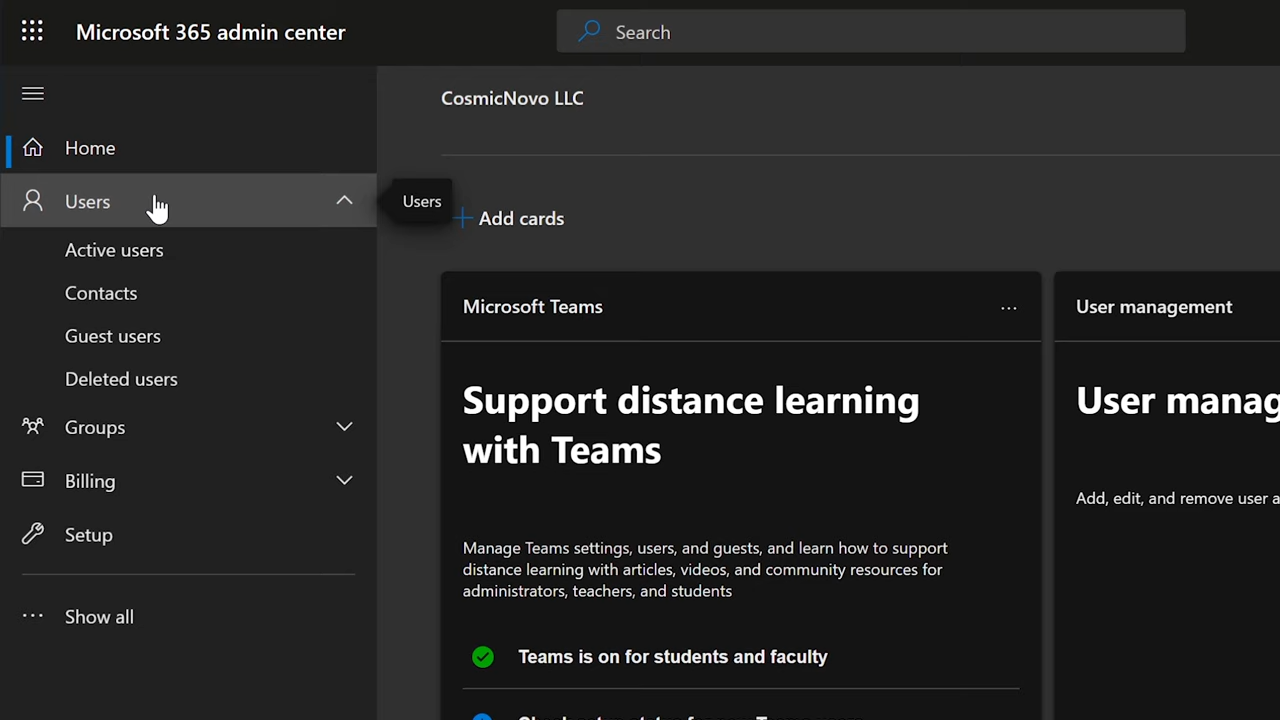 Microsoft 365 admin center
Search
CosmicNovo LLC
Home
Users
Users
Add cards
Active users
Contacts
Guest users
Deleted users
Groups
Billing
Setup
Show all
Microsoft Teams
Support distance learning
with Teams
Manage Teams settings, users, and guests, and learn how to support
distance learning with articles, videos, and community resources for
administrators, teachers, and students
Teams is on for students and faculty
User management
User manag
Add, edit, and remove user a